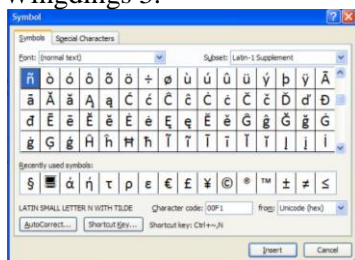 Wingdings 3.
Symbol
Symbols Special Characters
Font: (normal text) Subset: Latin-1 Supplement
ñ ò ó ô õ ö ÷ ø ù ú û ü ý þ ÿ Ā
ā Ă ă Ą ą Ć ć Ĉ ĉ Ċ ċ Č č Ď ď Đ
đ Ē ē Ĕ ĕ Ė ė Ę ę Ě ě Ĝ ĝ Ğ ğ Ġ
ġ Ģ ģ Ĥ ĥ Ħ ħ Ĩ ĩ Ī ī Ĭ ĭ Į į İ
Recently used symbols:
§ ά ή τ ρ ε € £ ¥ © ® ™ ± ≠ ≤
LATIN SMALL LETTER N WITH TILDE Character code: 00F1 from: Unicode (hex)
AutoCorrect... Shortcut Key... Shortcut key: Ctrl+~,N
Insert Cancel